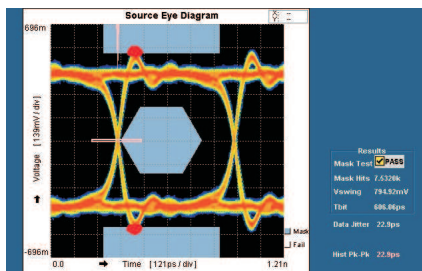 Source Eye Diagram
X: --
Y: --
696m
Voltage [ 139mV / div ]
-696m
0.0
Time [ 121ps / div ]
1.21n
Mask
Fail
Results
Mask Test PASS
Mask Hits 7.5320k
Vswing 794.92mV
Tbit 606.06ps
Data Jitter 22.9ps
Hist Pk-Pk 22.9ps